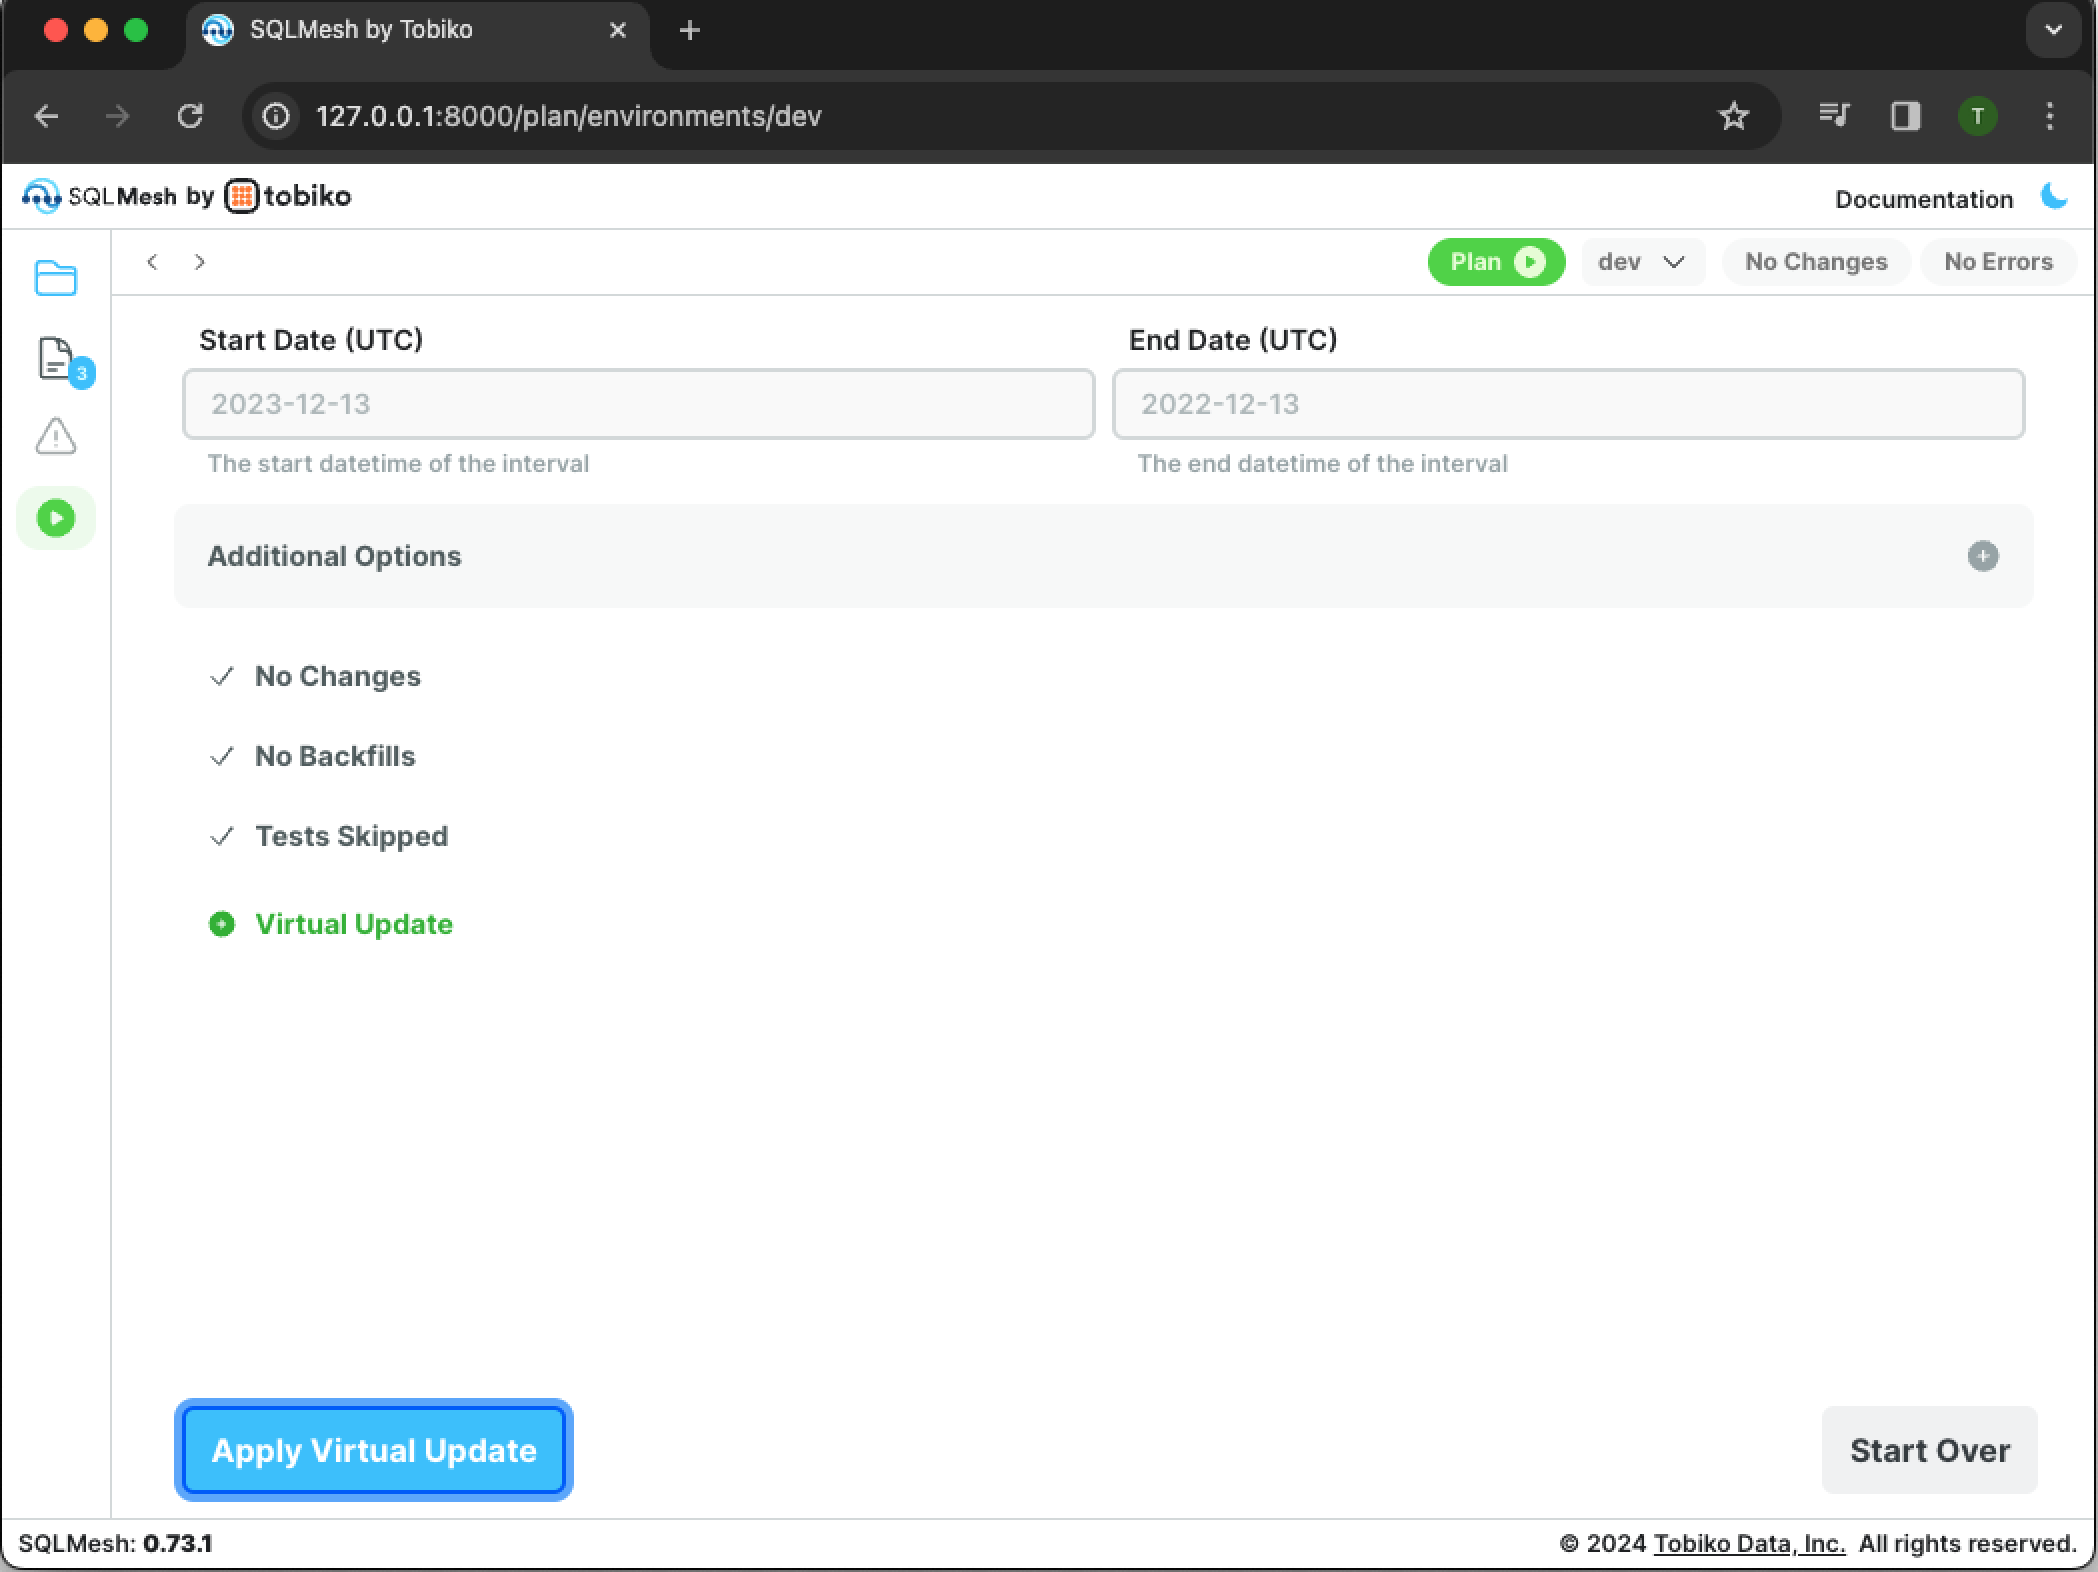 SQLMesh by Tobiko
127.0.0.1:8000/plan/environments/dev
T
SQLMesh by tobiko
Documentation
Plan
dev
No Changes
No Errors
3
Start Date (UTC)
End Date (UTC)
2023-12-13
2022-12-13
The start datetime of the interval
The end datetime of the interval
Additional Options
No Changes
No Backfills
Tests Skipped
Virtual Update
Apply Virtual Update
Start Over
SQLMesh: 0.73.1
© 2024 Tobiko Data, Inc. All rights reserved.